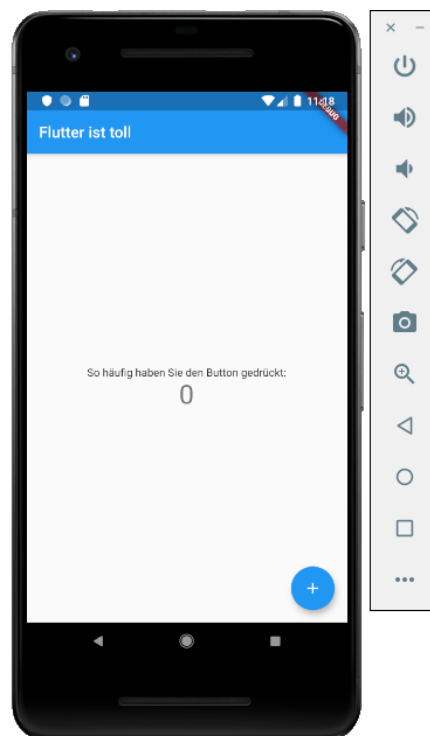 11:18
DEBUG
Flutter ist toll
So häufig haben Sie den Button gedrückt:
0